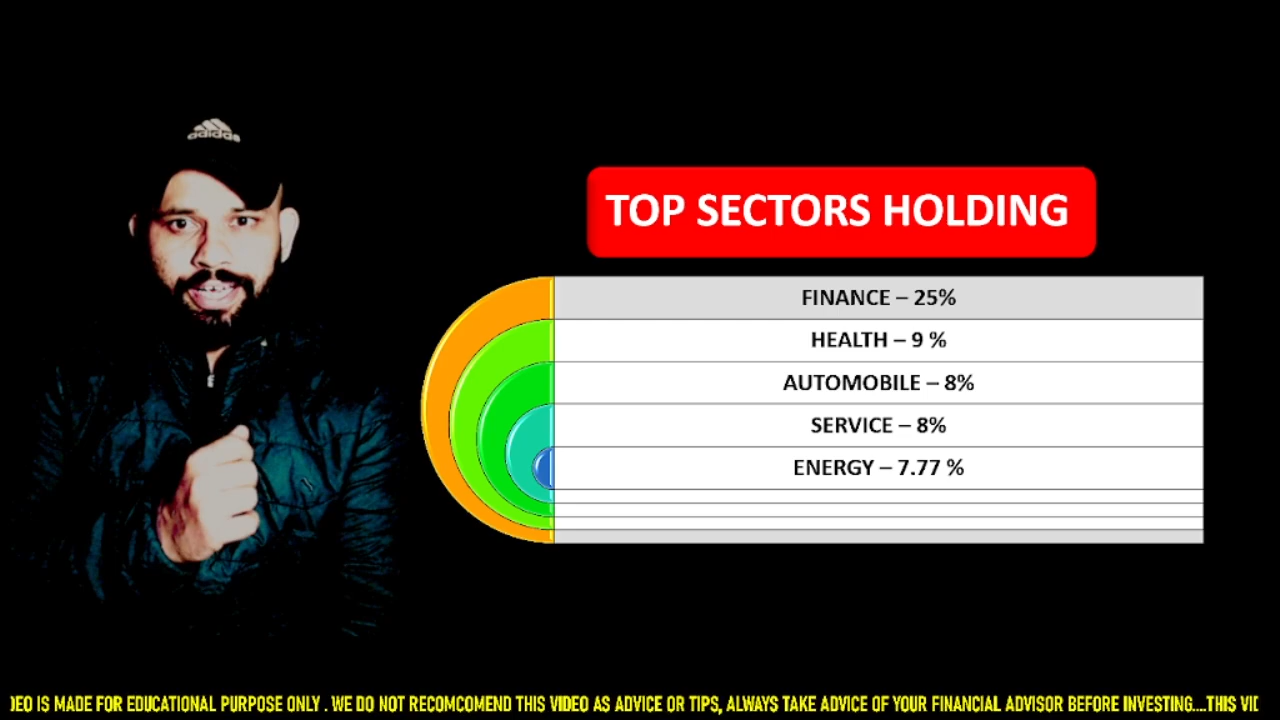 adidas
TOP SECTORS HOLDING
FINANCE – 25%
HEALTH – 9 %
AUTOMOBILE – 8%
SERVICE – 8%
ENERGY – 7.77 %
IS MADE FOR EDUCATIONAL PURPOSE ONLY . WE DO NOT RECOMCOMEND THIS VIDEO AS ADVICE OR TIPS, ALWAYS TAKE ADVICE OF YOUR FINANCIAL ADVISOR BEFORE INVESTING....THIS